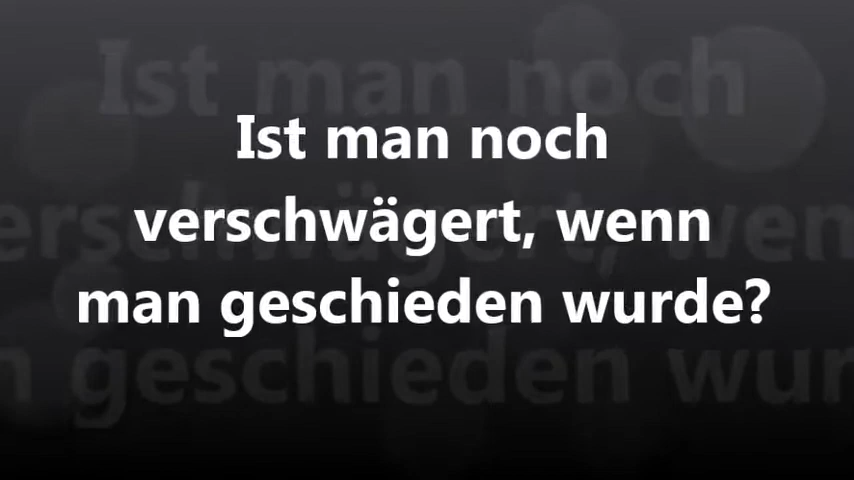 Ist man noch
verschwägert, wenn
man geschieden wurde?